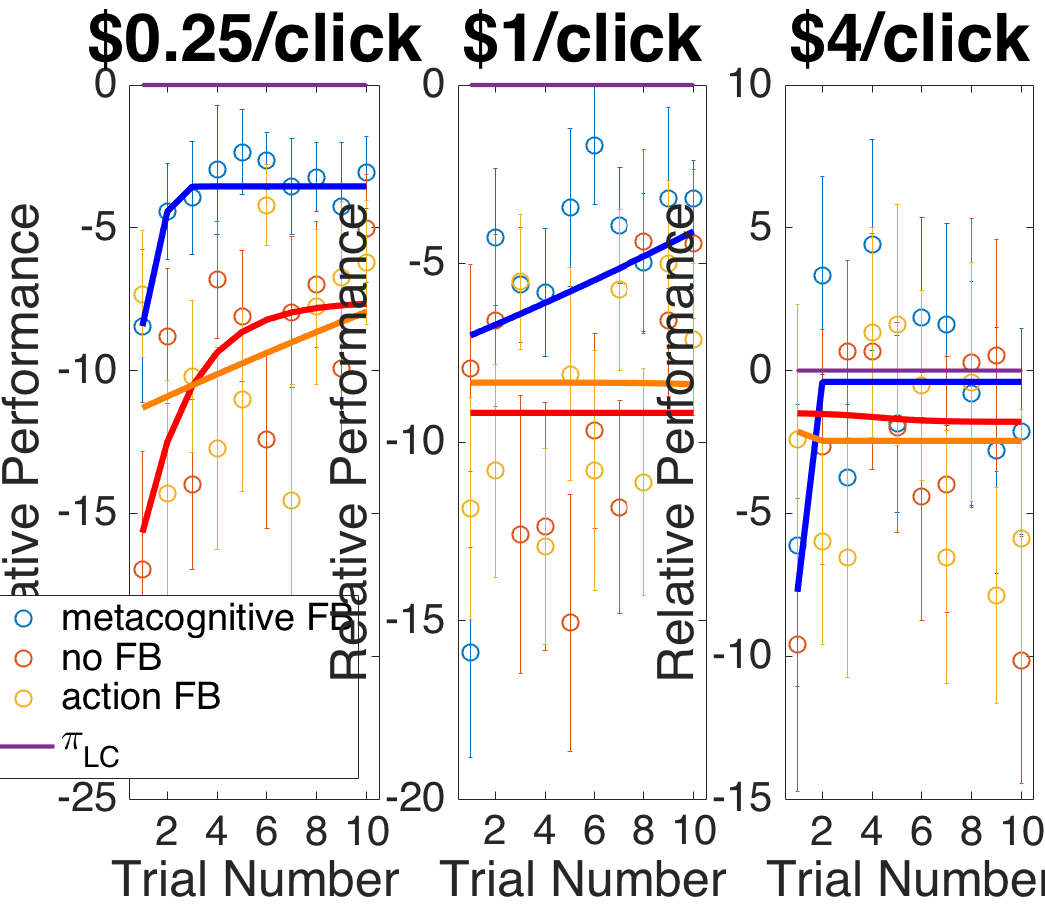 $0.25/click
$1/click
$4/click
0
-5
-10
-15
-25
ative Performance
2 4 6 8 10
Trial Number
0
-5
-10
-15
-20
Relative Performance
2 4 6 8 10
Trial Number
10
5
0
-5
-10
-15
Relative Performance
2 4 6 8 10
Trial Number
metacognitive FB
no FB
action FB
π LC